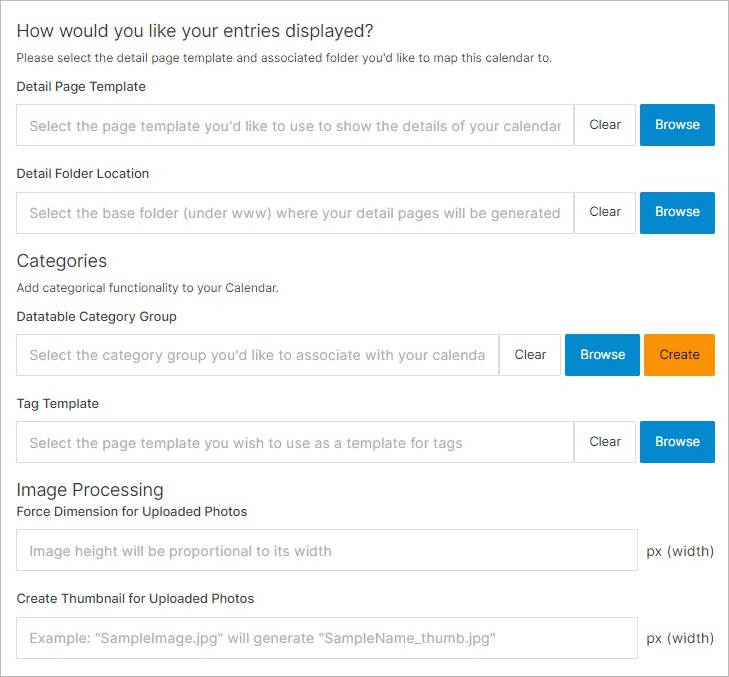 How would you like your entries displayed?
Please select the detail page template and associated folder you'd like to map this calendar to.
Detail Page Template
Select the page template you'd like to use to show the details of your calendar Clear Browse
Detail Folder Location
Select the base folder (under www) where your detail pages will be generated Clear Browse
Categories
Add categorical functionality to your Calendar.
Datatable Category Group
Select the category group you'd like to associate with your calenda Clear Browse Create
Tag Template
Select the page template you wish to use as a template for tags Clear Browse
Image Processing
Force Dimension for Uploaded Photos
Image height will be proportional to its width px (width)
Create Thumbnail for Uploaded Photos
Example: "SampleImage.jpg" will generate "SampleName_thumb.jpg" px (width)